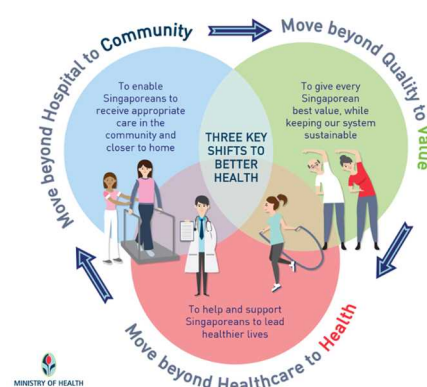 Move beyond Hospital to Community
Move beyond Quality to Value
To enable
Singaporeans to
receive appropriate
care in the
community and
closer to home
To give every
Singaporean
best value, while
keeping our system
sustainable
THREE KEY
SHIFTS TO
BETTER
HEALTH
To help and support
Singaporeans to lead
healthier lives
Move beyond Healthcare to Health
MINISTRY OF HEALTH